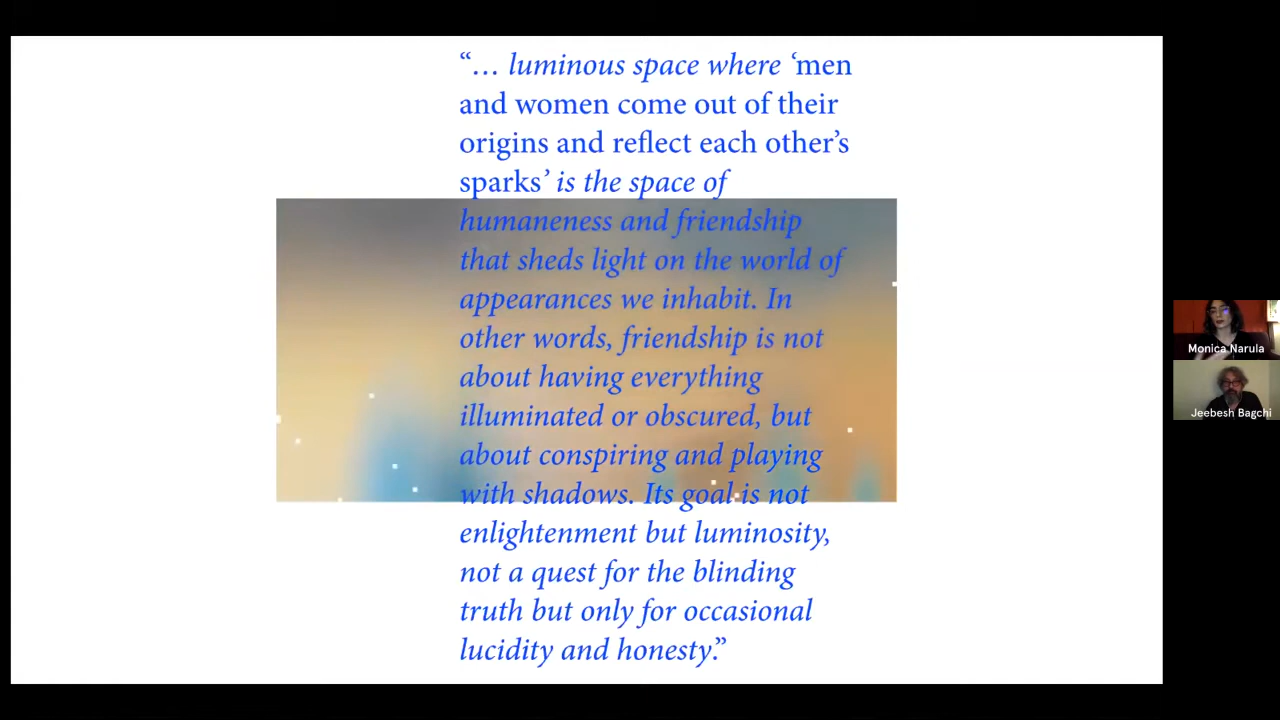 “… luminous space where ‘men
and women come out of their
origins and reflect each other’s
sparks’ is the space of
humaneness and friendship
that sheds light on the world of
appearances we inhabit. In
other words, friendship is not
about having everything
illuminated or obscured, but
about conspiring and playing
with shadows. Its goal is not
enlightenment but luminosity,
not a quest for the blinding
truth but only for occasional
lucidity and honesty.”
Monica Narula
Jeebesh Bagchi